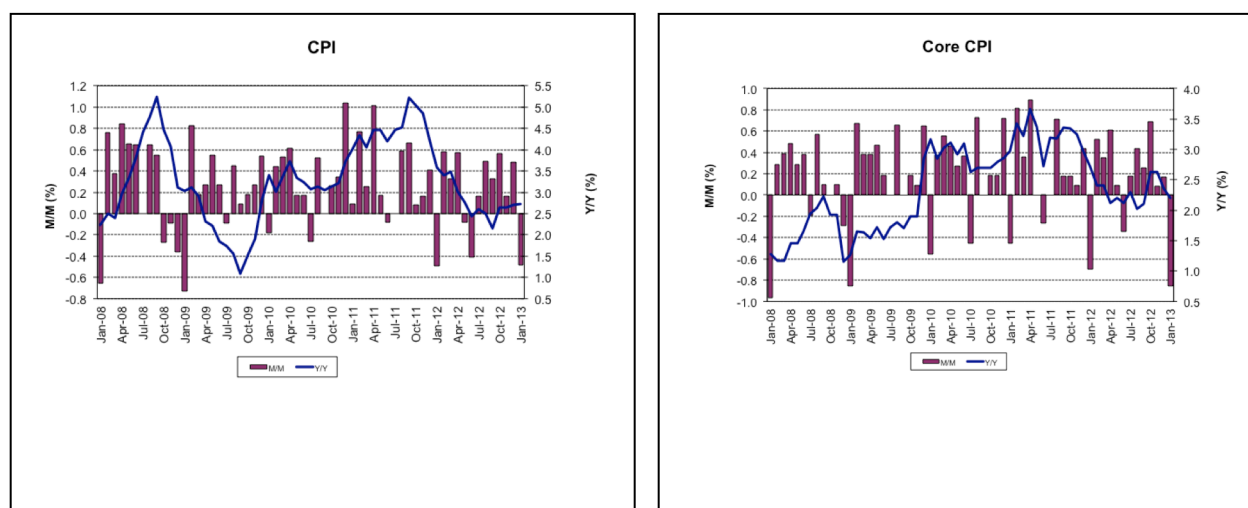 CPI
M/M (%)
1.2
1.0
0.8
0.6
0.4
0.2
0.0
-0.2
-0.4
-0.6
-0.8
5.5
5.0
4.5
4.0
3.5
3.0
2.5
2.0
1.5
1.0
0.5
Y/Y (%)
Jan-08
Apr-08
Jul-08
Oct-08
Jan-09
Apr-09
Jul-09
Oct-09
Jan-10
Apr-10
Jul-10
Oct-10
Jan-11
Apr-11
Jul-11
Oct-11
Jan-12
Apr-12
Jul-12
Oct-12
Jan-13
M/M
Y/Y
Core CPI
M/M (%)
1.0
0.8
0.6
0.4
0.2
0.0
-0.2
-0.4
-0.6
-0.8
-1.0
4.0
3.5
3.0
2.5
2.0
1.5
1.0
0.5
Y/Y (%)
Jan-08
Apr-08
Jul-08
Oct-08
Jan-09
Apr-09
Jul-09
Oct-09
Jan-10
Apr-10
Jul-10
Oct-10
Jan-11
Apr-11
Jul-11
Oct-11
Jan-12
Apr-12
Jul-12
Oct-12
Jan-13
M/M
Y/Y